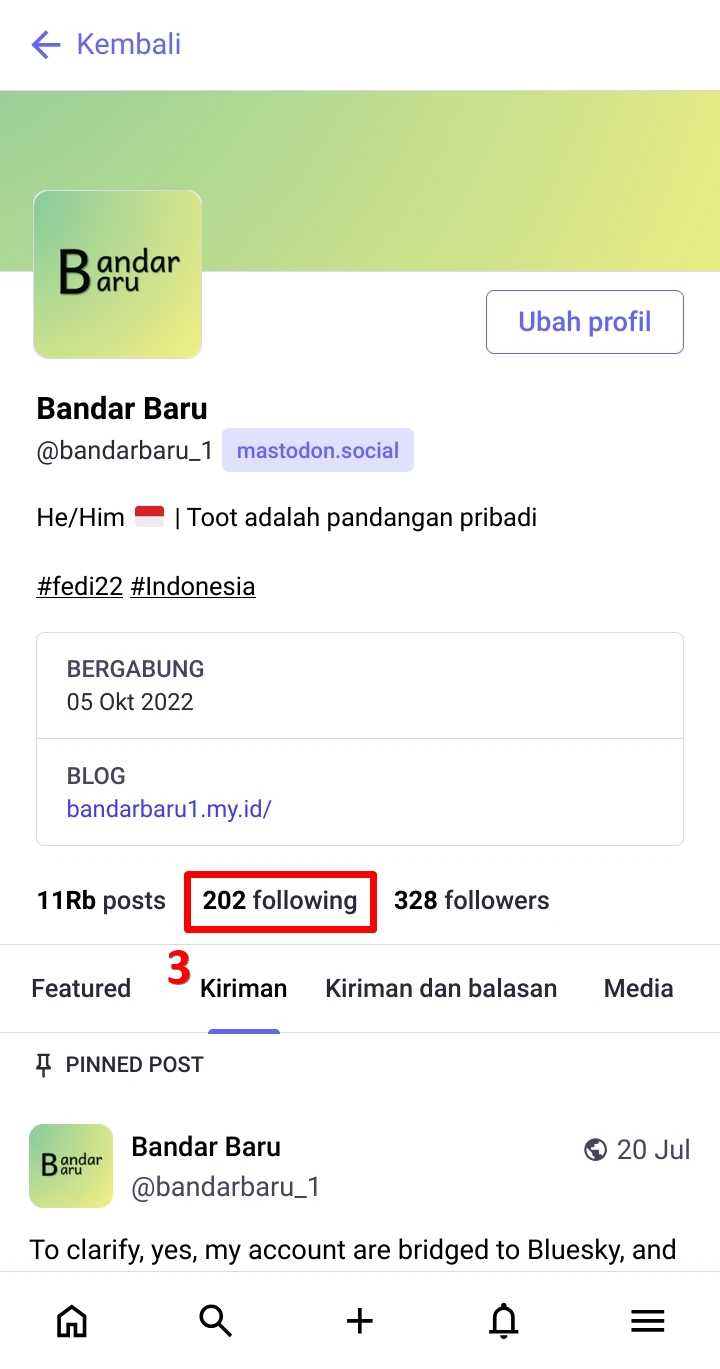 Kembali
Bandar
Baru
Ubah profil
Bandar Baru
@bandarbaru_1 mastodon.social
He/Him 🇮🇩 | Toot adalah pandangan pribadi
#fedi22 #Indonesia
BERGABUNG
05 Okt 2022
BLOG
bandarbaru1.my.id/
11Rb posts 202 following 328 followers
3
Featured Kiriman Kiriman dan balasan Media
PINNED POST
Bandar
Baru
Bandar Baru 20 Jul
@bandarbaru_1
To clarify, yes, my account are bridged to Bluesky, and